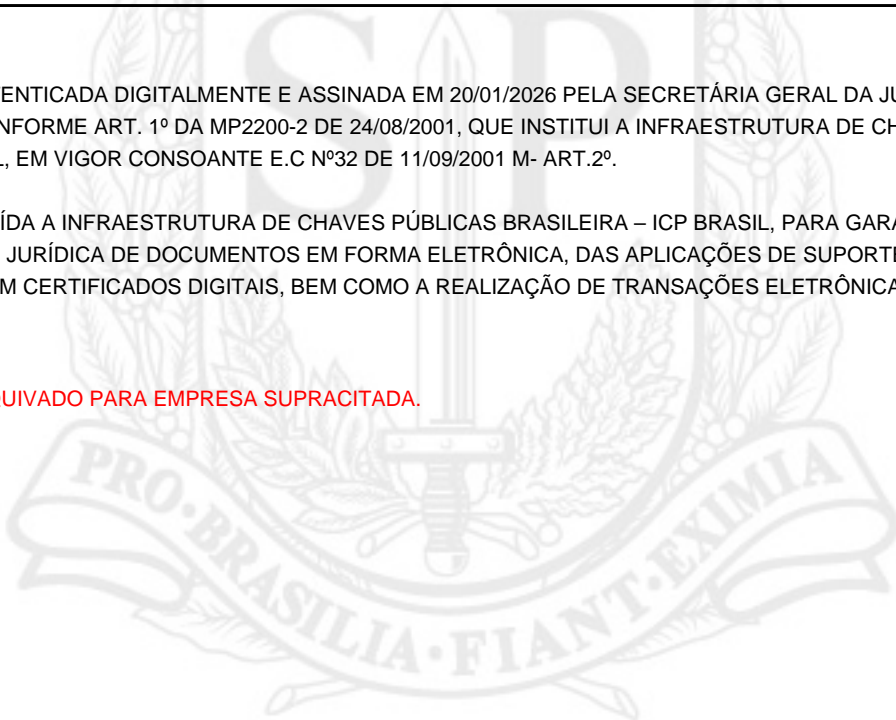 ENTICADA DIGITALMENTE E ASSINADA EM 20/01/2026 PELA SECRETÁRIA GERAL DA JU
NFORME ART. 1º DA MP2200-2 DE 24/08/2001, QUE INSTITUI A INFRAESTRUTURA DE CH
, EM VIGOR CONSOANTE E.C Nº32 DE 11/09/2001 M- ART.2º.
ÍDA A INFRAESTRUTURA DE CHAVES PÚBLICAS BRASILEIRA – ICP BRASIL, PARA GARA
JURÍDICA DE DOCUMENTOS EM FORMA ELETRÔNICA, DAS APLICAÇÕES DE SUPORTE
M CERTIFICADOS DIGITAIS, BEM COMO A REALIZAÇÃO DE TRANSAÇÕES ELETRÔNICA
UIVADO PARA EMPRESA SUPRACITADA.
SP
PRO·BRASILIA·FIANT·EXIMIA